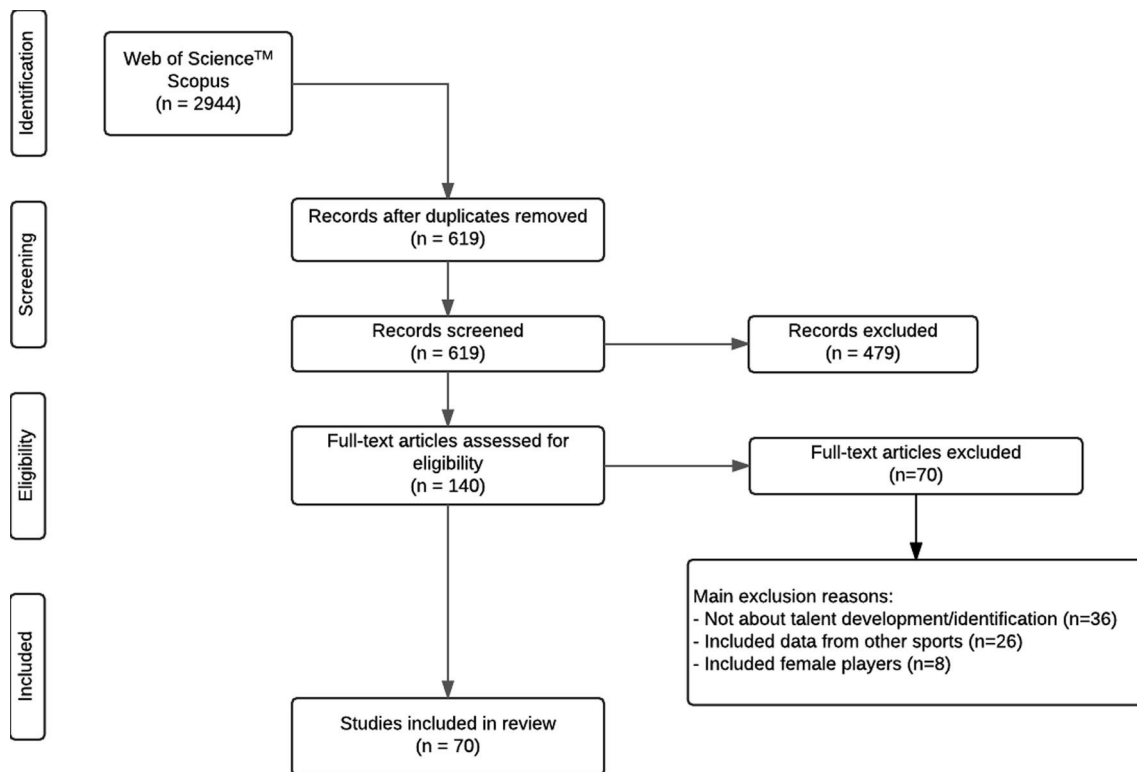 Identification
Web of Science™
Scopus
(n = 2944)
Screening
Records after duplicates removed
(n = 619)
Records screened
(n = 619)
Records excluded
(n = 479)
Eligibility
Full-text articles assessed for
eligibility
(n = 140)
Full-text articles excluded
(n=70)
Main exclusion reasons:
- Not about talent development/identification (n=36)
- Included data from other sports (n=26)
- Included female players (n=8)
Included
Studies included in review
(n = 70)